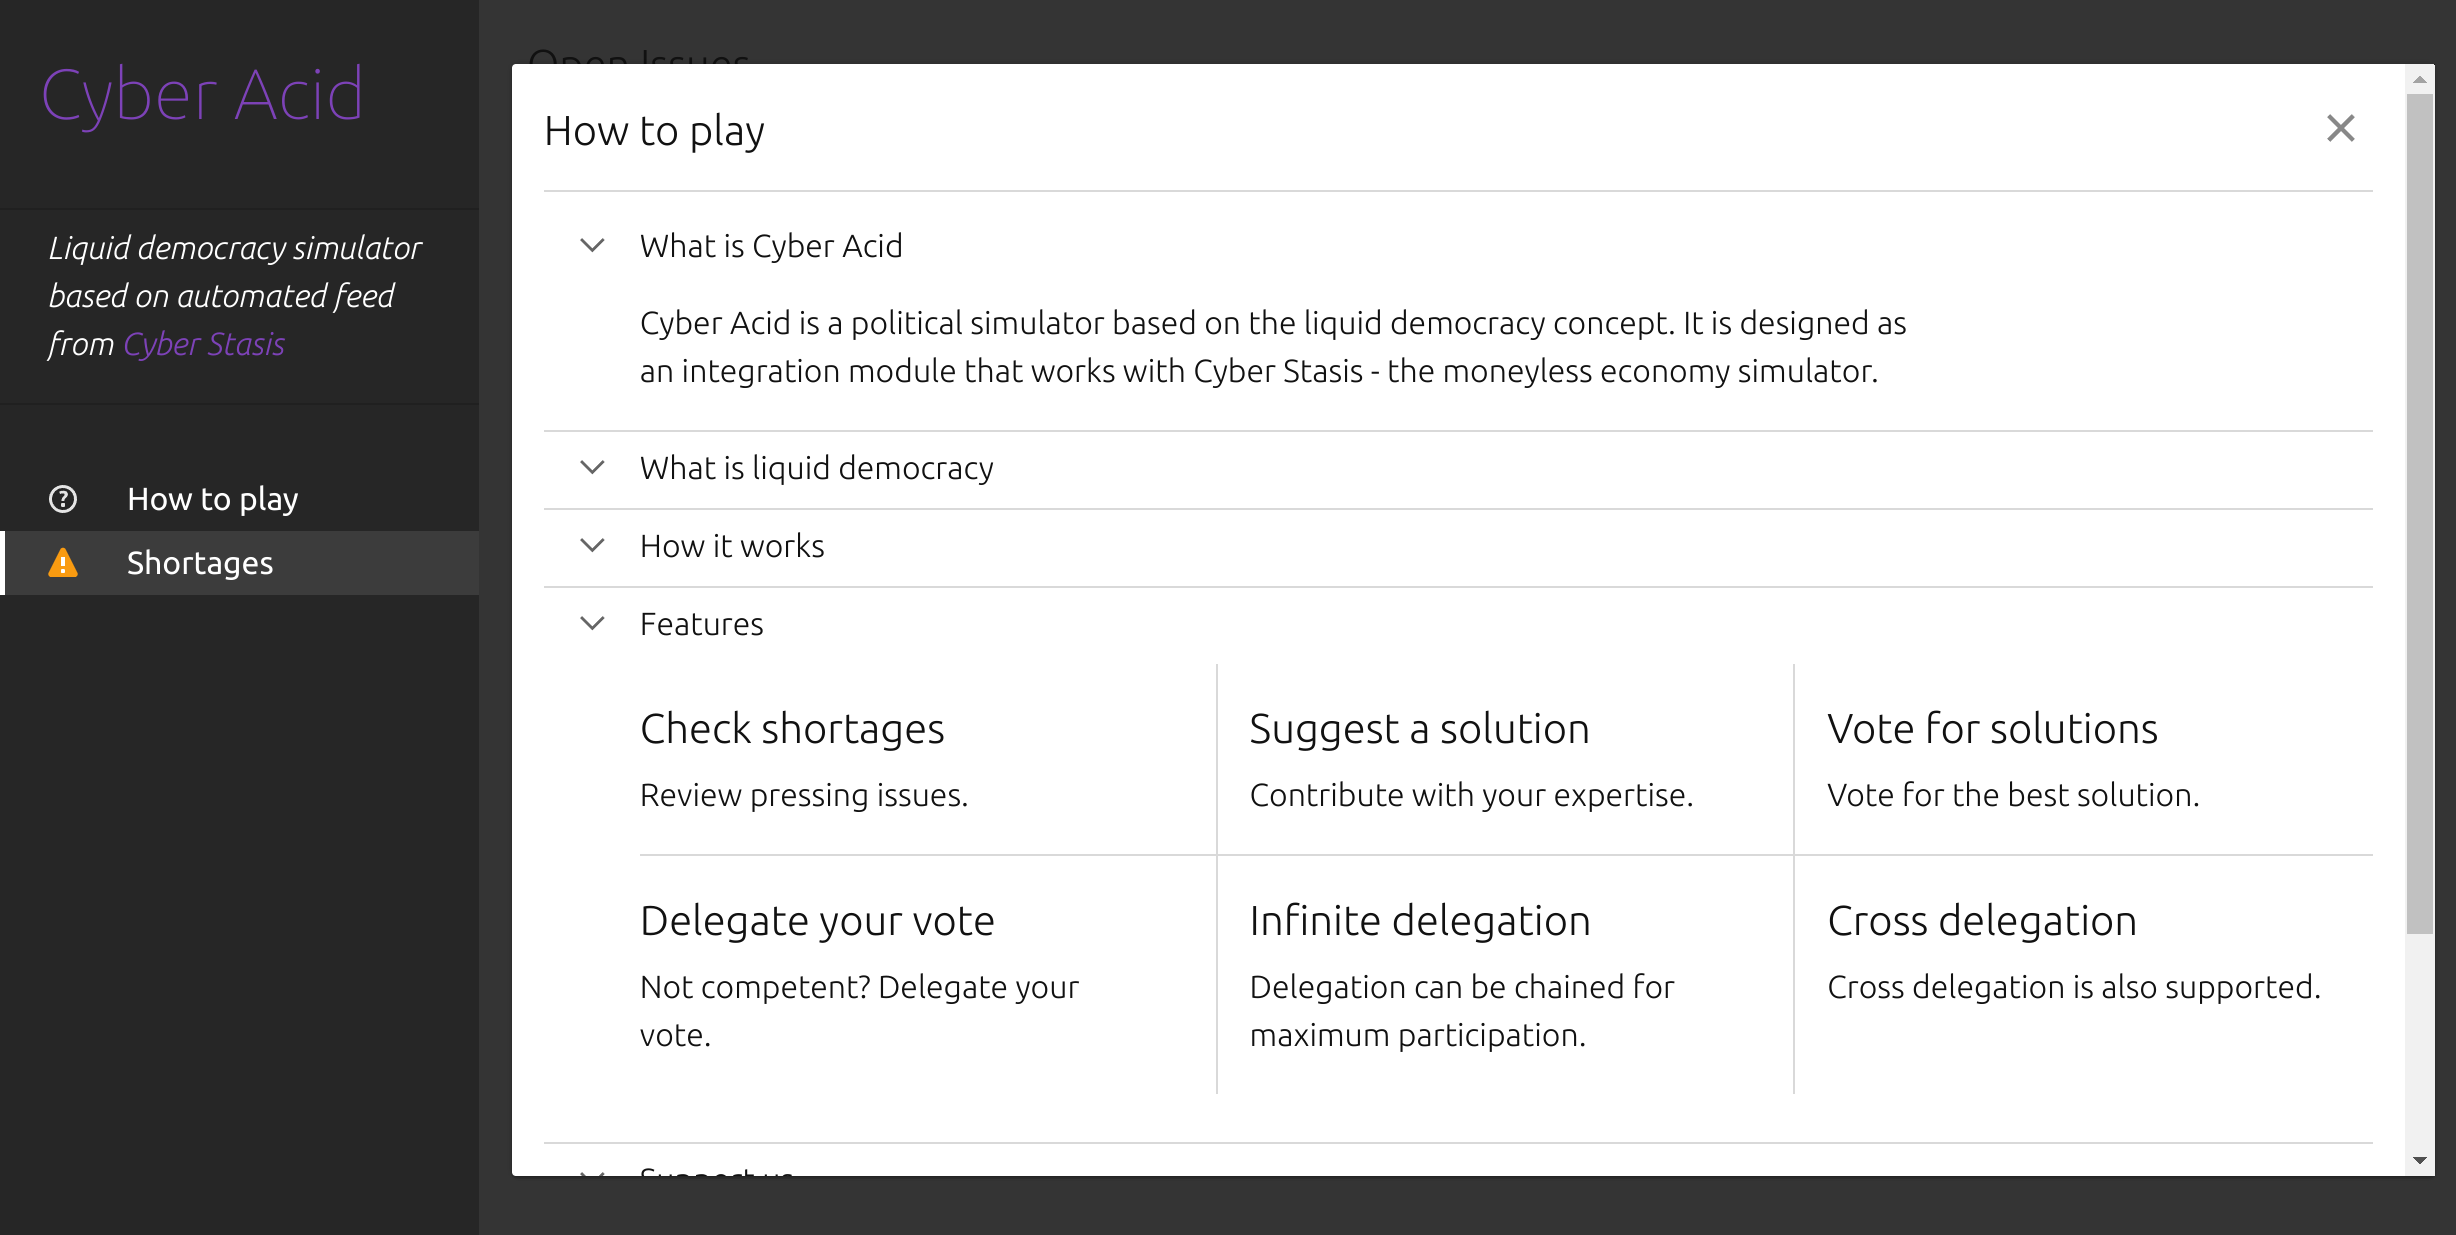 Cyber Acid
Liquid democracy simulator
based on automated feed
from Cyber Stasis
How to play
Shortages
Open Issues
How to play
What is Cyber Acid
Cyber Acid is a political simulator based on the liquid democracy concept. It is designed as
an integration module that works with Cyber Stasis - the moneyless economy simulator.
What is liquid democracy
How it works
Features
Check shortages
Review pressing issues.
Suggest a solution
Contribute with your expertise.
Vote for solutions
Vote for the best solution.
Delegate your vote
Not competent? Delegate your
vote.
Infinite delegation
Delegation can be chained for
maximum participation.
Cross delegation
Cross delegation is also supported.
Support us